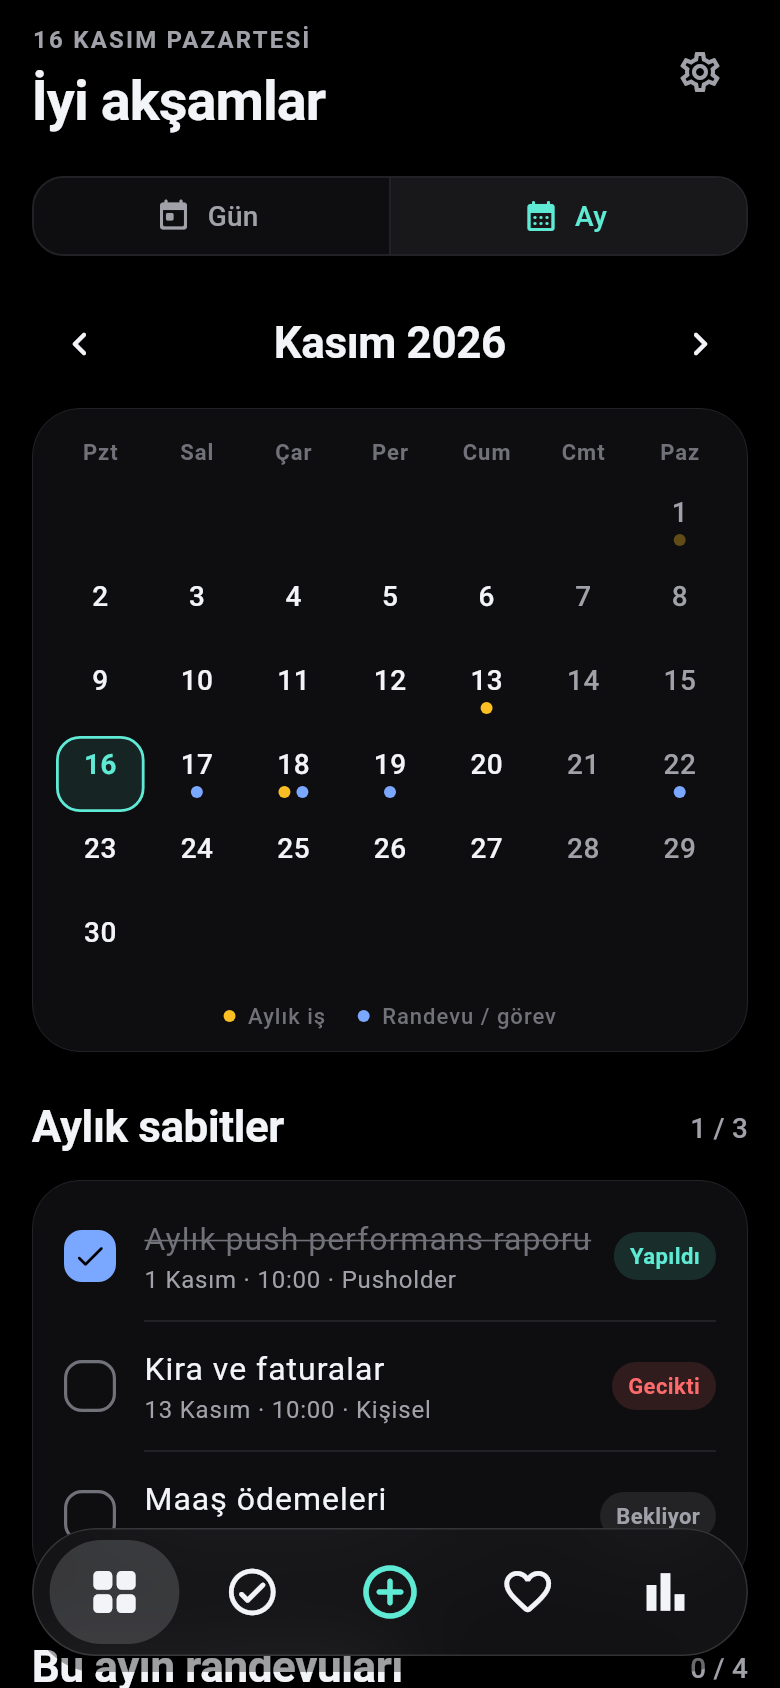 16 KASIM PAZARTESİ
İyi akşamlar
Gün Ay
Kasım 2026
Pzt Sal Çar Per Cum Cmt Paz
1
2 3 4 5 6 7 8
9 10 11 12 13 14 15
16 17 18 19 20 21 22
23 24 25 26 27 28 29
30
Aylık iş Randevu / görev
Aylık sabitler 1 / 3
Aylık push performans raporu
1 Kasım · 10:00 · Pusholder
Yapıldı
Kira ve faturalar
13 Kasım · 10:00 · Kişisel
Gecikti
Maaş ödemeleri
Bekliyor
Bu ayın randevuları 0 / 4